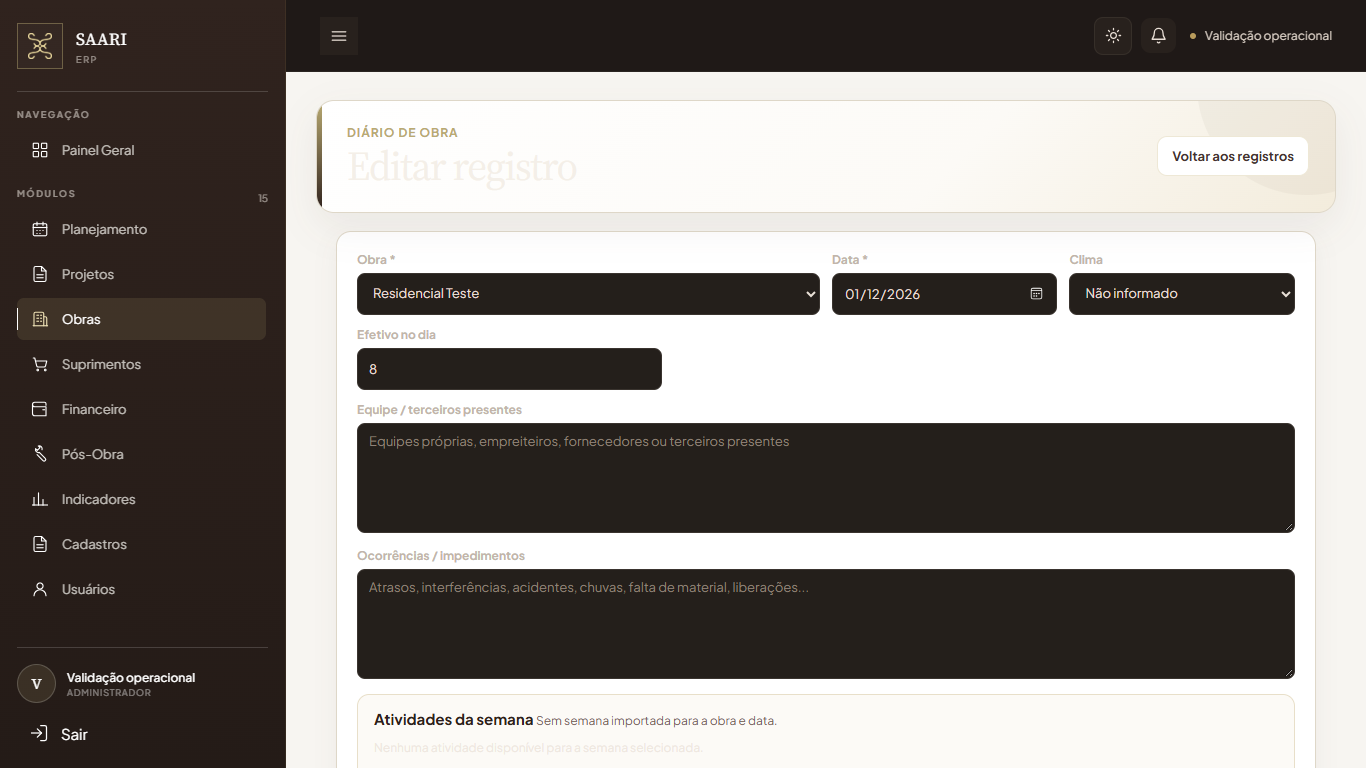 SAARI
ERP
NAVEGAÇÃO
Painel Geral
MÓDULOS
15
Planejamento
Projetos
Obras
Suprimentos
Financeiro
Pós-Obra
Indicadores
Cadastros
Usuários
V
Validação operacional
ADMINISTRADOR
Sair
Validação operacional
DIÁRIO DE OBRA
Editar registro
Voltar aos registros
Obra *
Data *
Clima
Residencial Teste
01/12/2026
Não informado
Efetivo no dia
8
Equipe / terceiros presentes
Equipes próprias, empreiteiros, fornecedores ou terceiros presentes
Ocorrências / impedimentos
Atrasos, interferências, acidentes, chuvas, falta de material, liberações...
Atividades da semana Sem semana importada para a obra e data.
Nenhuma atividade disponível para a semana selecionada.